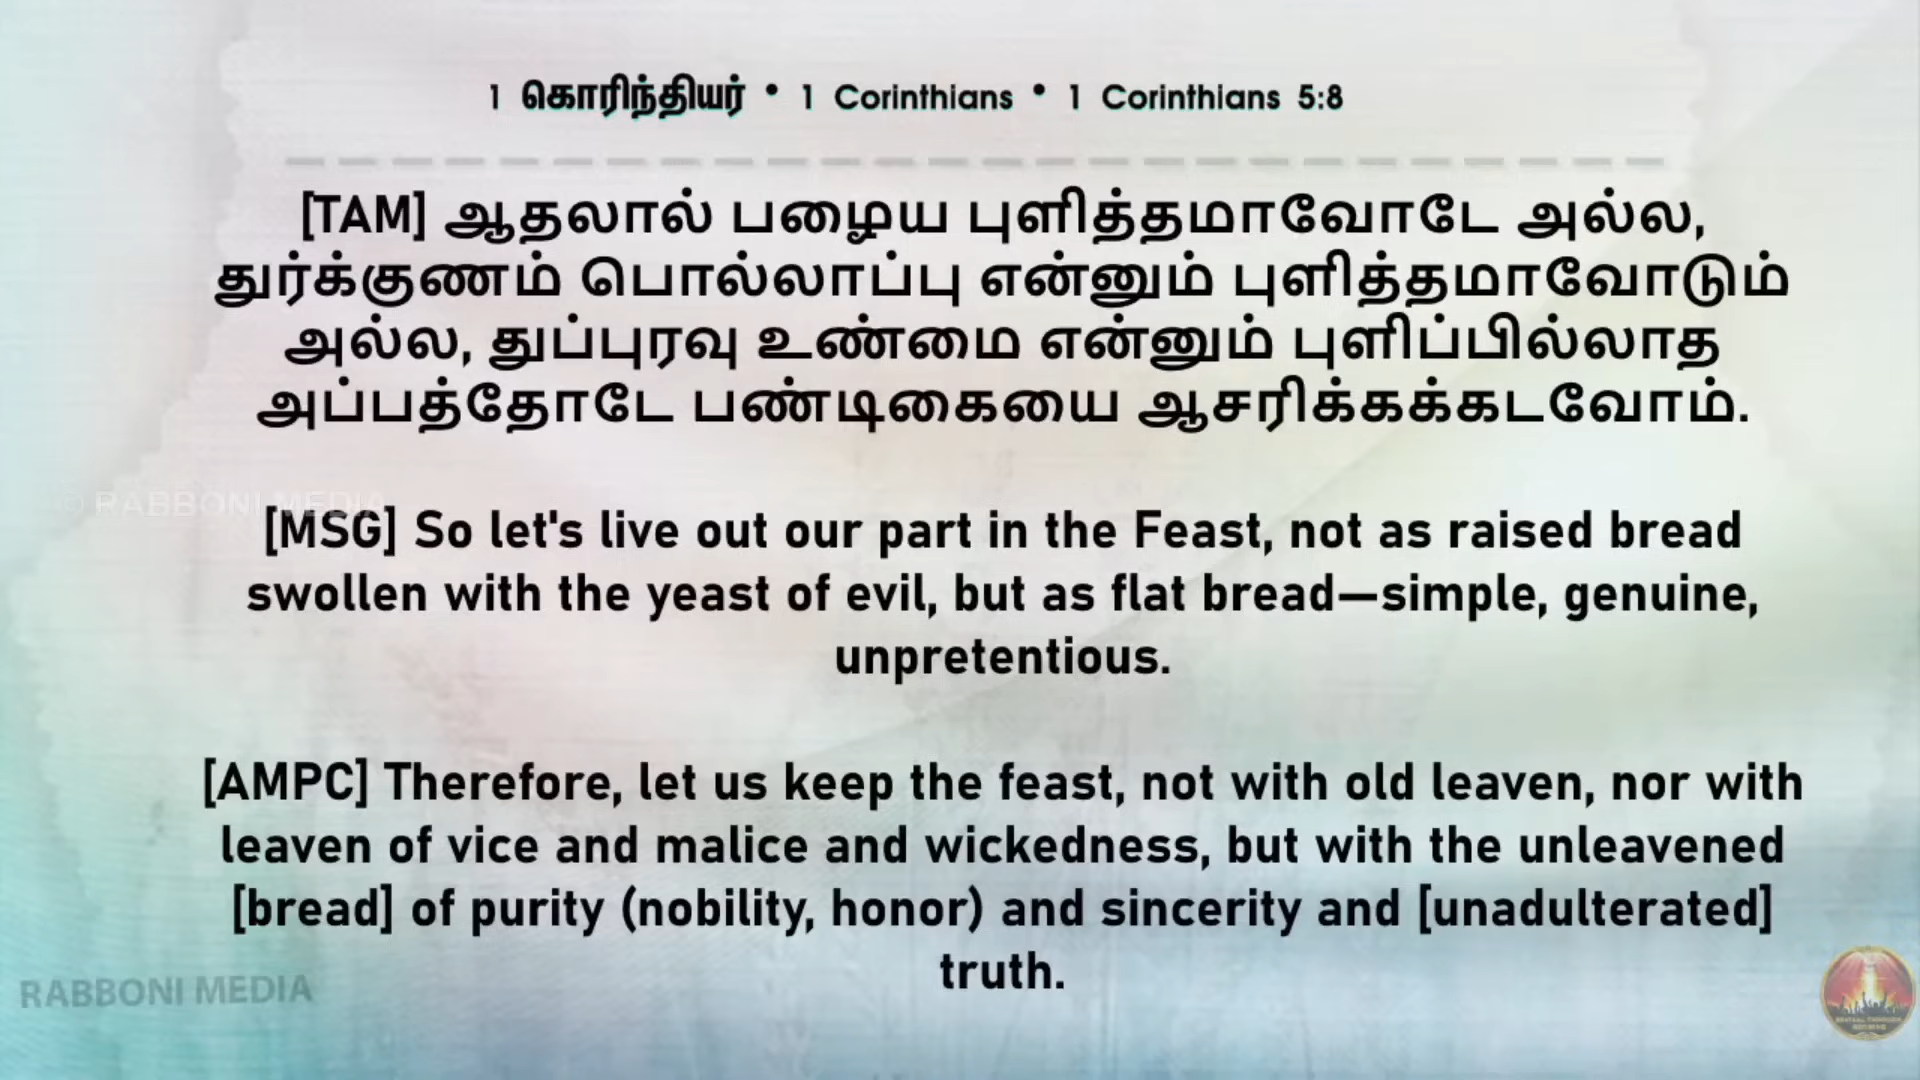 1 கொரிந்தியர் • 1 Corinthians • 1 Corinthians 5:8
[TAM] ஆதலால் பழைய புளித்தமாவோடே அல்ல,
துர்க்குணம் பொல்லாப்பு என்னும் புளித்தமாவோடும்
அல்ல, துப்புரவு உண்மை என்னும் புளிப்பில்லாத
அப்பத்தோடே பண்டிகையை ஆசரிக்கக்கடவோம்.
© RABBONI MEDIA
[MSG] So let's live out our part in the Feast, not as raised bread
swollen with the yeast of evil, but as flat bread—simple, genuine,
unpretentious.
[AMPC] Therefore, let us keep the feast, not with old leaven, nor with
leaven of vice and malice and wickedness, but with the unleavened
[bread] of purity (nobility, honor) and sincerity and [unadulterated]
truth.
RABBONI MEDIA